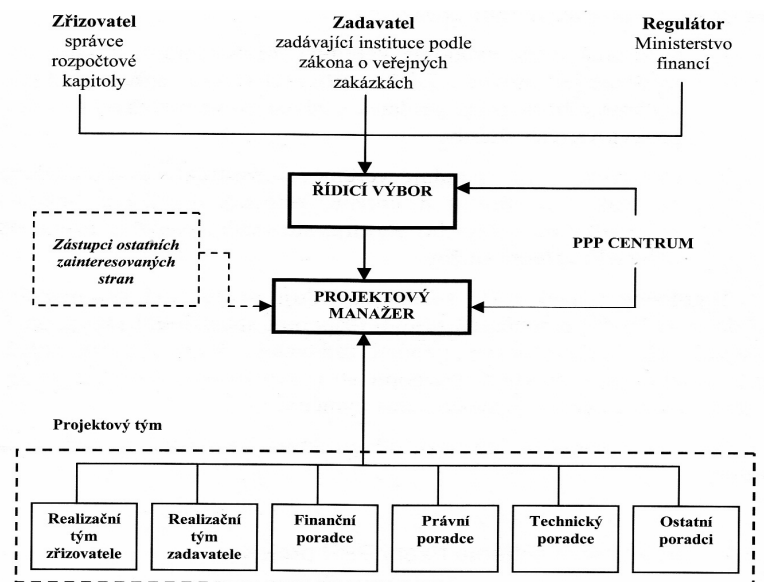 Zřizovatel
správce
rozpočtové
kapitoly
Zadavatel
zadávající instituce podle
zákona o veřejných
zakázkách
Regulátor
Ministerstvo
financí
ŘÍDICÍ VÝBOR
Zástupci ostatních
zainteresovaných
stran
PPP CENTRUM
PROJEKTOVÝ
MANAŽER
Projektový tým
Realizační
tým
zřizovatele
Realizační
tým
zadavatele
Finanční
poradce
Právní
poradce
Technický
poradce
Ostatní
poradci